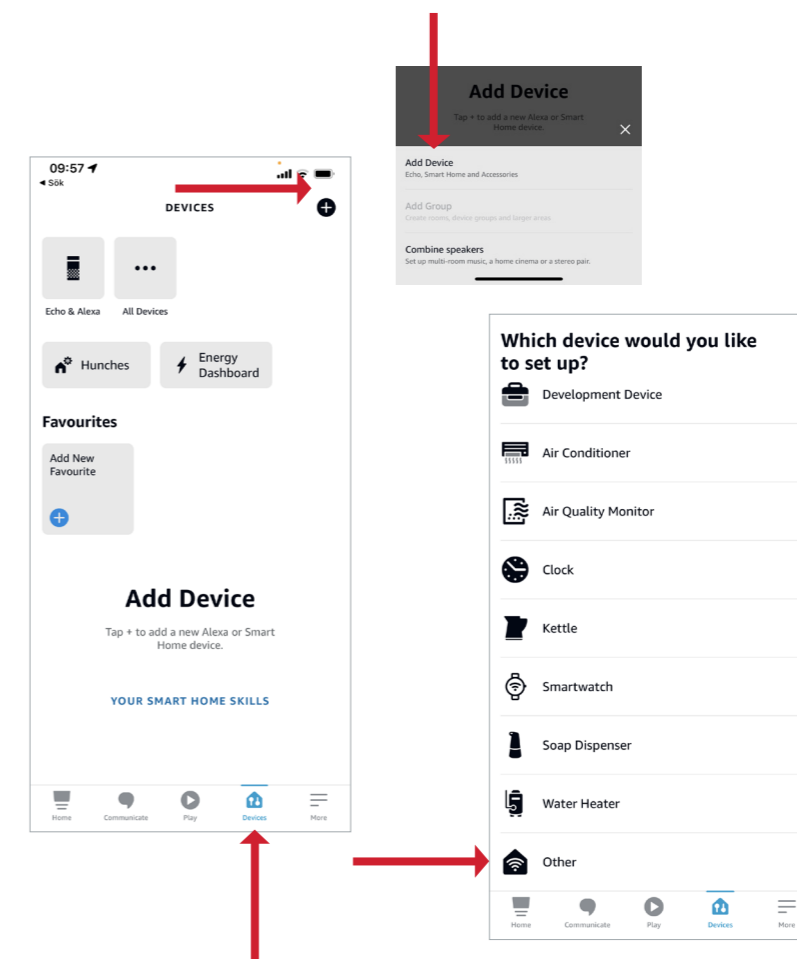 09:57
◀ Sök
DEVICES
Echo & Alexa
All Devices
Hunches
Energy
Dashboard
Favourites
Add New
Favourite
Add Device
Tap + to add a new Alexa or Smart
Home device.
YOUR SMART HOME SKILLS
Home
Communicate
Play
Devices
More
Add Device
Tap + to add a new Alexa or Smart
Home device.
Add Device
Echo, Smart Home and Accessories
Add Group
Create rooms, device groups and larger areas
Combine speakers
Set up multi-room music, a home cinema or a stereo pair.
Which device would you like
to set up?
Development Device
Air Conditioner
Air Quality Monitor
Clock
Kettle
Smartwatch
Soap Dispenser
Water Heater
Other
Home
Communicate
Play
Devices
More